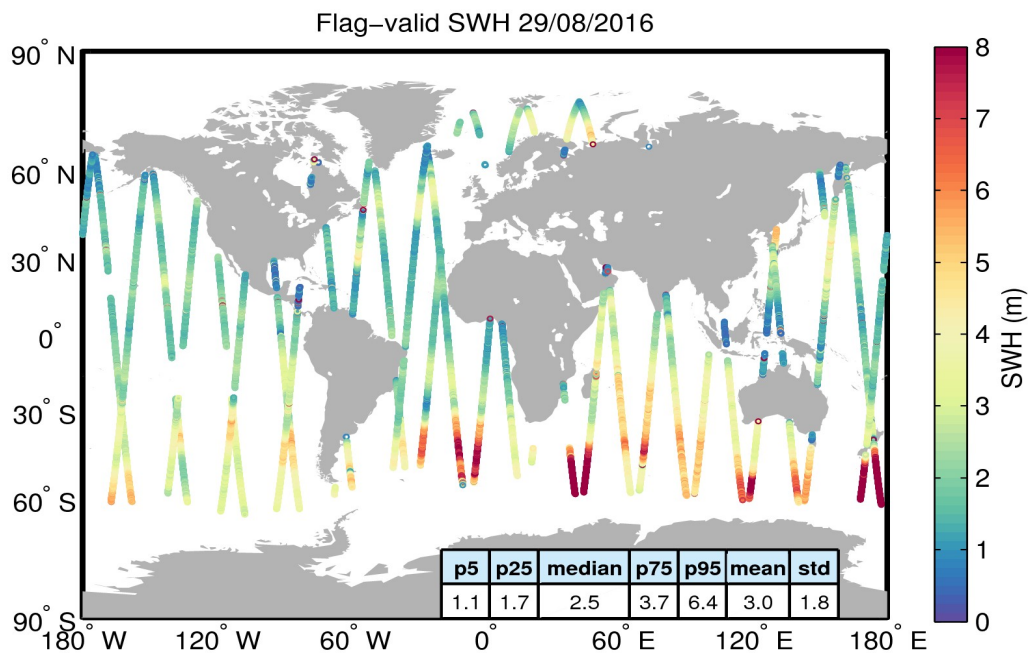 Flag−valid SWH 29/08/2016
90° N
60° N
30° N
0°
30° S
60° S
90° S
180° W
120° W
60° W
0°
60° E
120° E
180° E
p5 p25 median p75 p95 mean std
1.1 1.7 2.5 3.7 6.4 3.0 1.8
8
7
6
5
4
3
2
1
0
SWH (m)